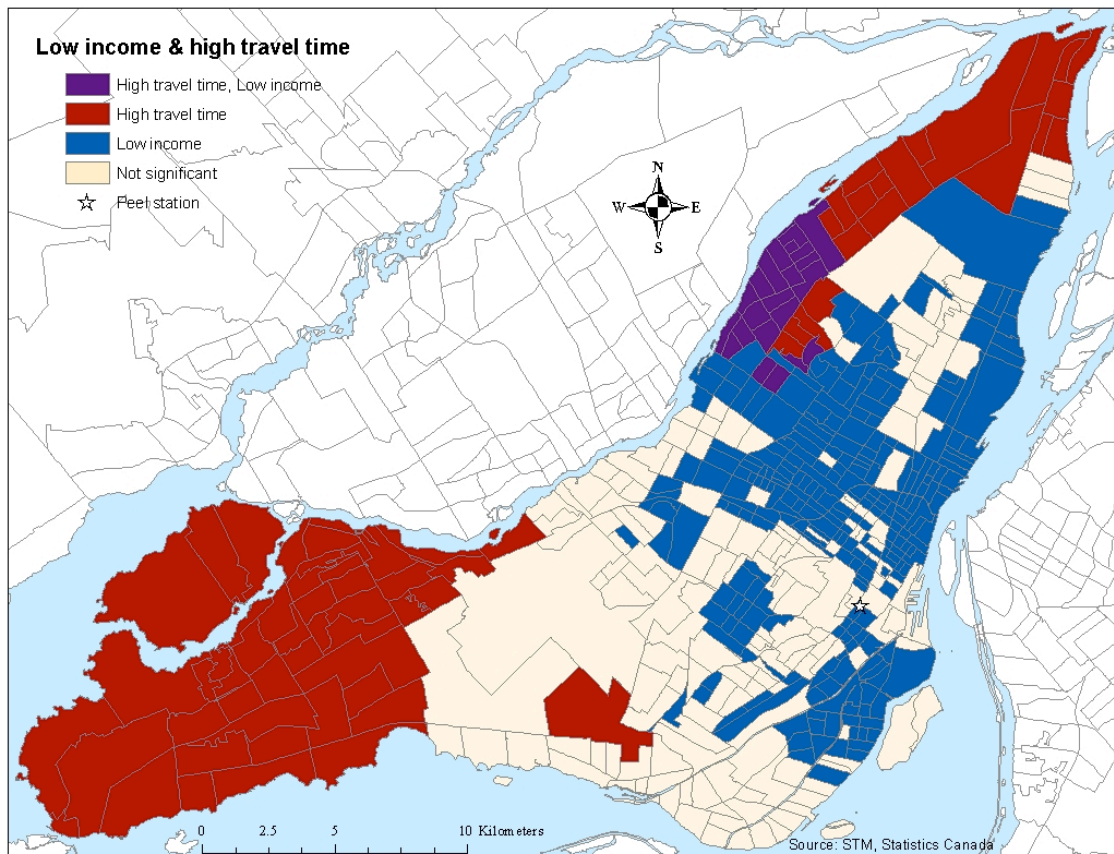 Low income & high travel time
High travel time, Low income
High travel time
Low income
Not significant
Peel station
N
W E
S
0 2.5 5 10 Kilometers
Source: STM, Statistics Canada